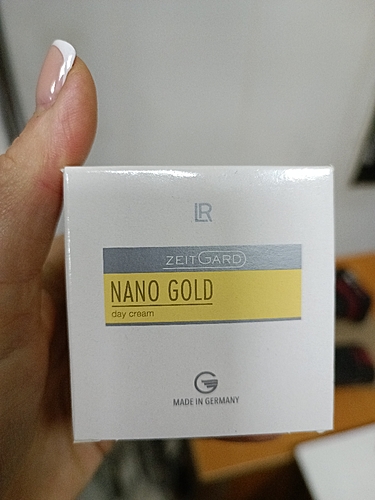 LR
ZEITGARD
NANO GOLD
day cream
MADE IN GERMANY